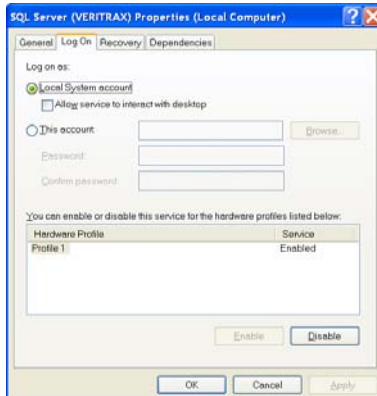 SQL Server (VERITRAX) Properties (Local Computer)
General Log On Recovery Dependencies
Log on as:
Local System account
Allow service to interact with desktop
This account:
Browse...
Password:
Confirm password:
You can enable or disable this service for the hardware profiles listed below:
Hardware Profile Service
Profile 1 Enabled
Enable Disable
OK Cancel Apply